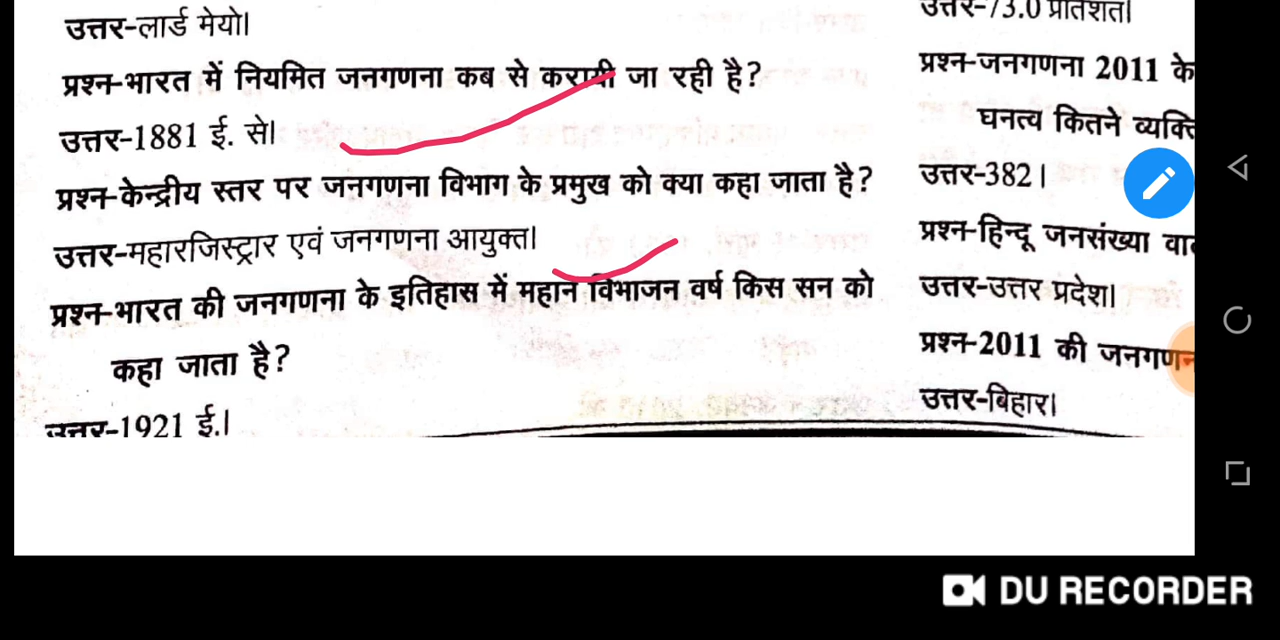 उत्तर-लार्ड मेयो।
प्रश्न-भारत में नियमित जनगणना कब से करायी जा रही है?
उत्तर-1881 ई. से।
प्रश्न-केन्द्रीय स्तर पर जनगणना विभाग के प्रमुख को क्या कहा जाता है?
उत्तर-महारजिस्ट्रार एवं जनगणना आयुक्त।
प्रश्न-भारत की जनगणना के इतिहास में महान विभाजन वर्ष किस सन को
कहा जाता है?
उत्तर-1921 ई.।
उत्तर-73.0 प्रतिशत।
प्रश्न-जनगणना 2011 के
घनत्व कितने
उत्तर-382।
प्रश्न-हिन्दू जनसंख्या
उत्तर-उत्तर प्रदेश।
प्रश्न-2011 की
उत्तर-बिहार।
DU RECORDER